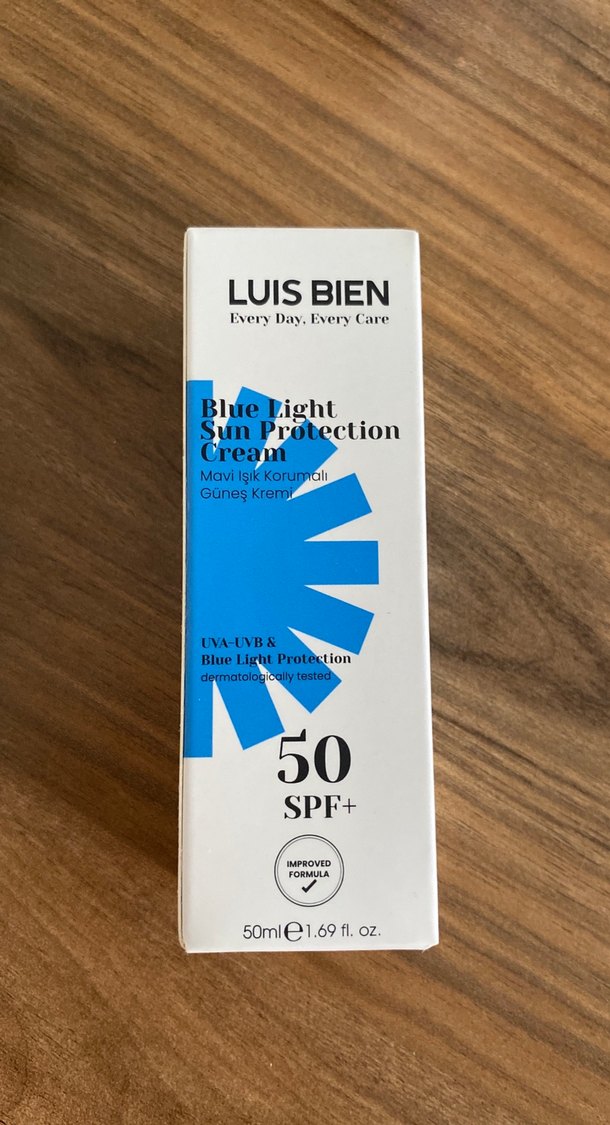 LUIS BIEN
Every Day, Every Care
Blue Light
Sun Protection
Cream
Mavi Işık Korumalı
Güneş Kremi
UVA-UVB &
Blue Light Protection
dermatologically tested
50
SPF+
IMPROVED
FORMULA
50ml ℮ 1.69 fl. oz.